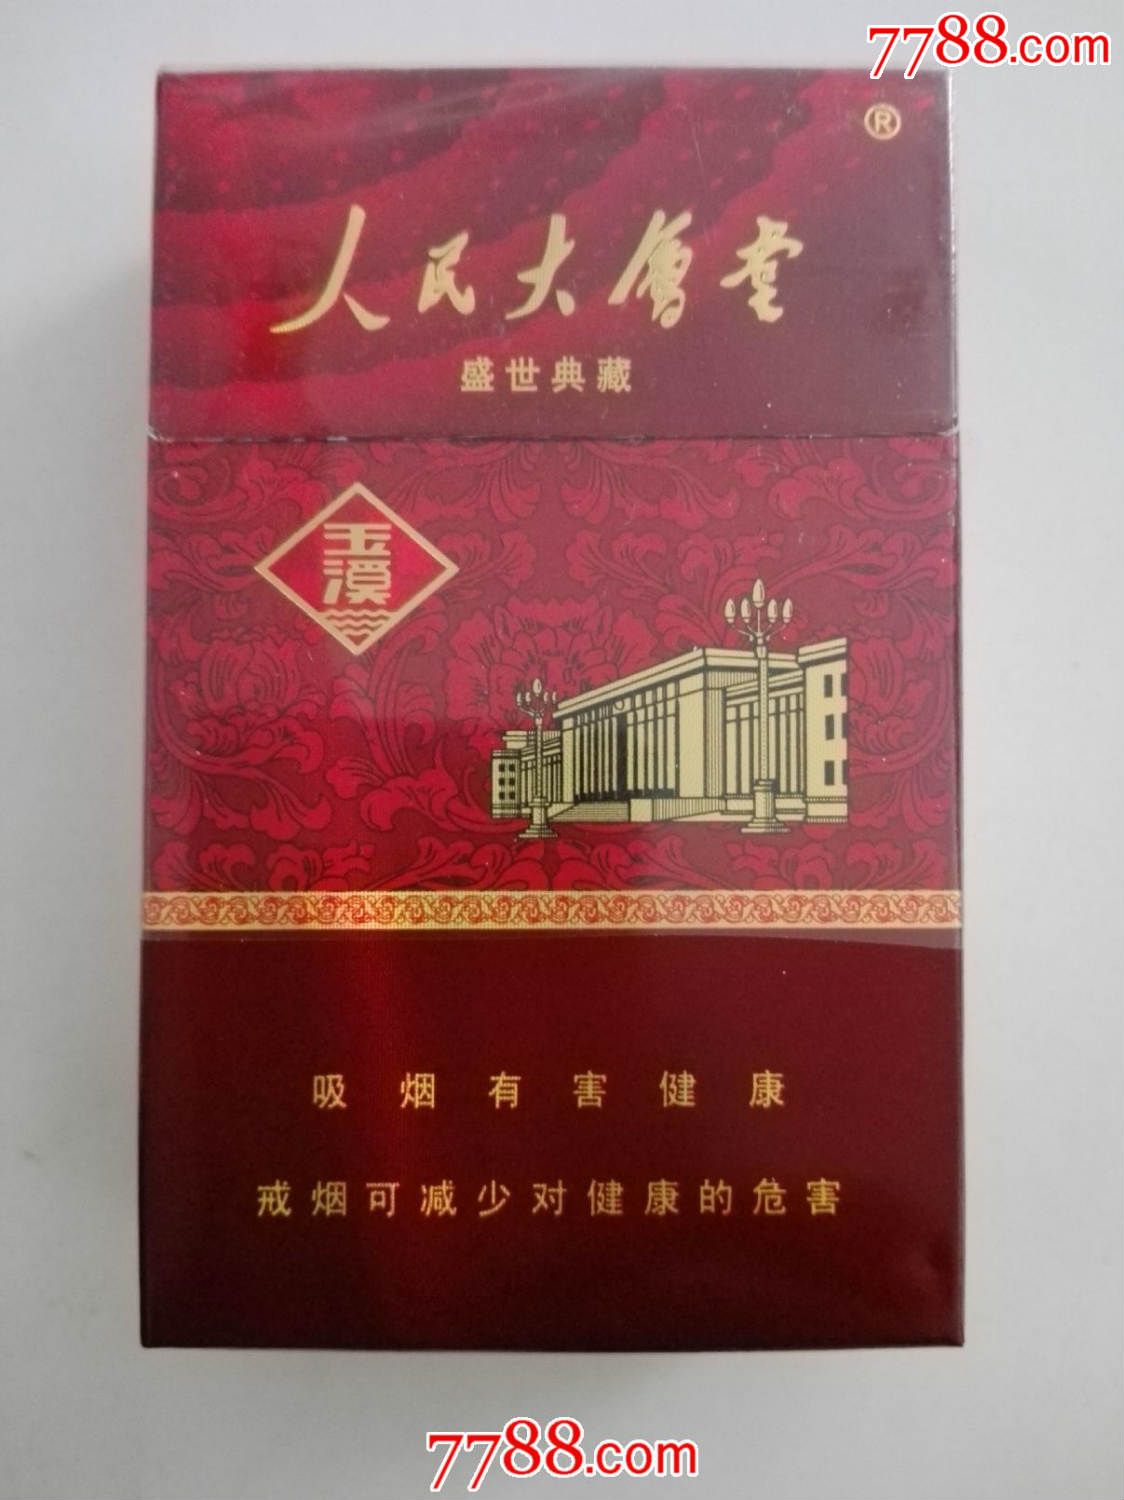 7788.com
®
人民大會堂
盛世典藏
玉溪
吸烟有害健康
戒烟可减少对健康的危害
7788.com